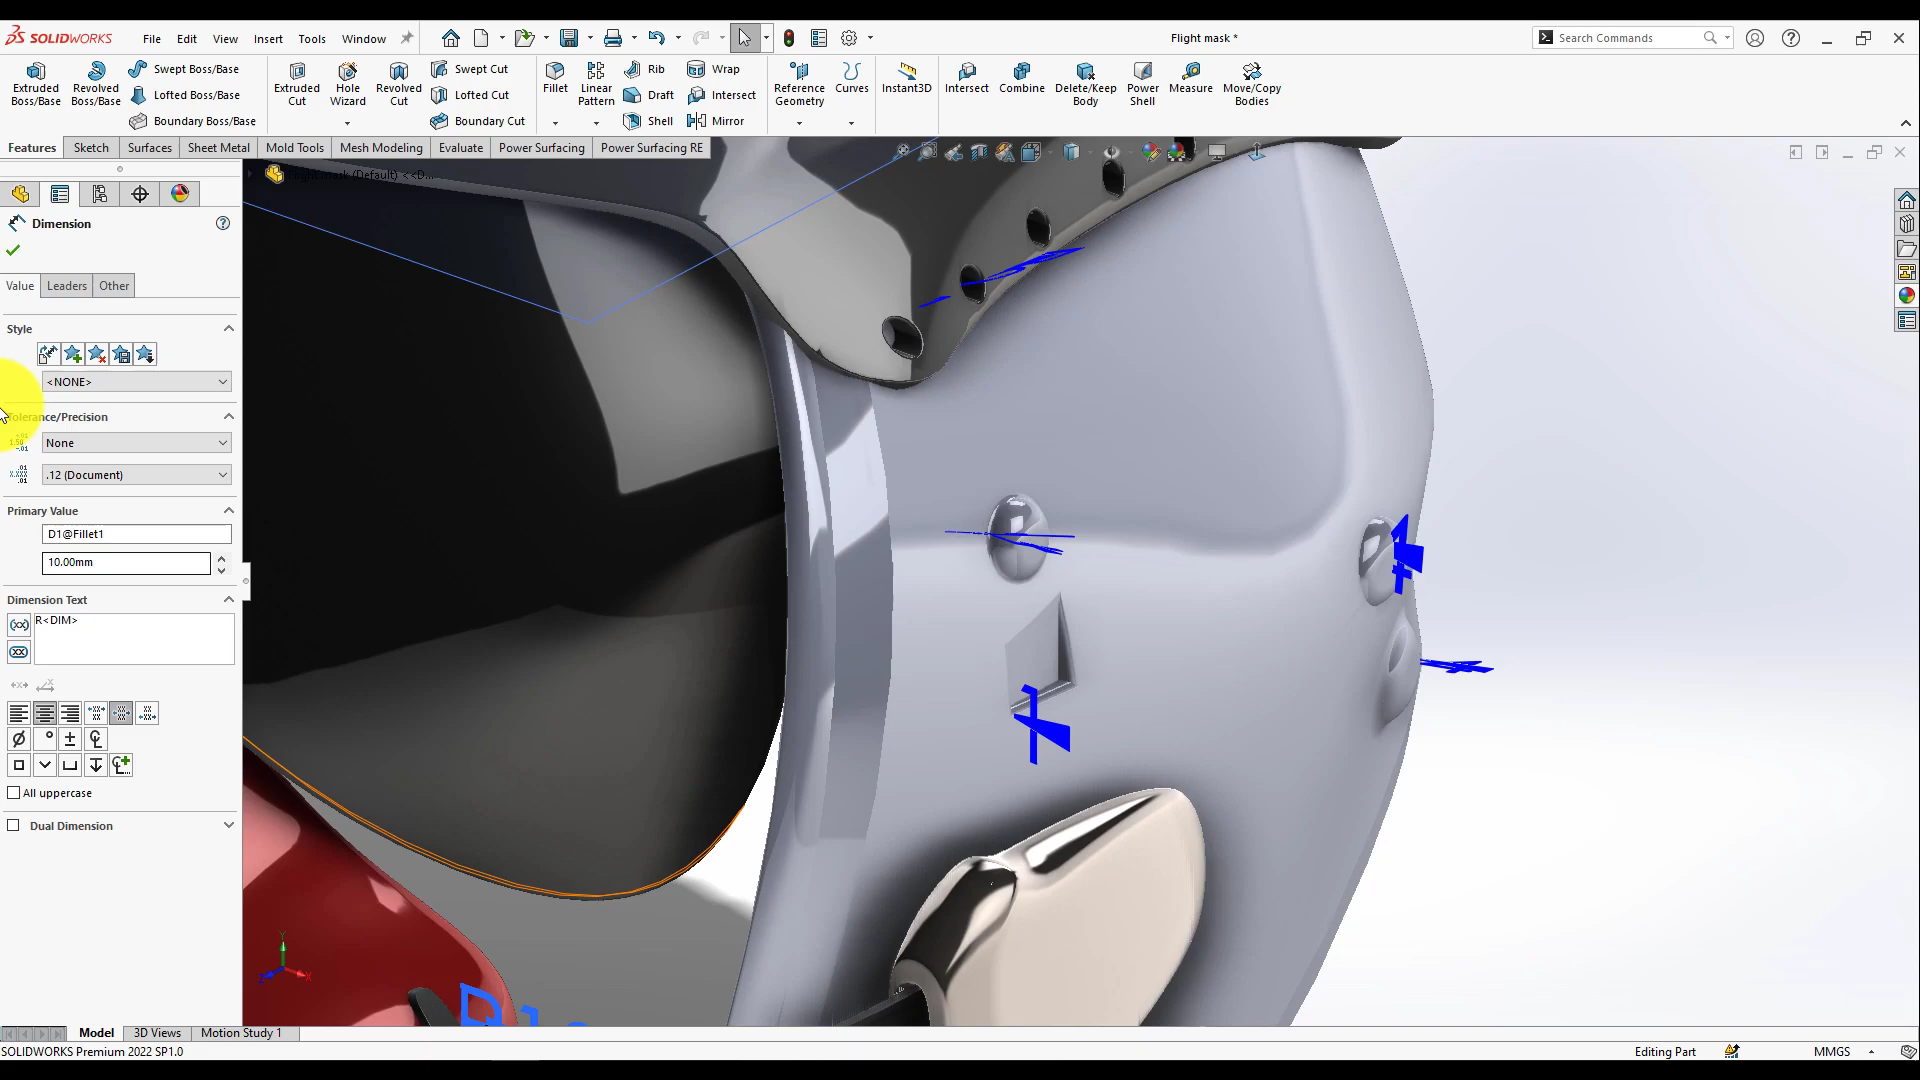 SOLIDWORKS
File Edit View Insert Tools Window
Flight mask *
Search Commands
Extruded Boss/Base
Revolved Boss/Base
Swept Boss/Base
Lofted Boss/Base
Boundary Boss/Base
Extruded Cut
Hole Wizard
Revolved Cut
Swept Cut
Lofted Cut
Boundary Cut
Fillet
Linear Pattern
Rib
Draft
Shell
Wrap
Intersect
Mirror
Reference Geometry
Curves
Instant3D
Intersect
Combine
Delete/Keep Body
Power Shell
Measure
Move/Copy Bodies
Features Sketch Surfaces Sheet Metal Mold Tools Mesh Modeling Evaluate Power Surfacing Power Surfacing RE
mask (Default) <<D...
Dimension
Value Leaders Other
Style
<NONE>
Tolerance/Precision
None
.12 (Document)
Primary Value
D1@Fillet1
10.00mm
Dimension Text
R<DIM>
All uppercase
Dual Dimension
Model 3D Views Motion Study 1
SOLIDWORKS Premium 2022 SP1.0
Editing Part
MMGS